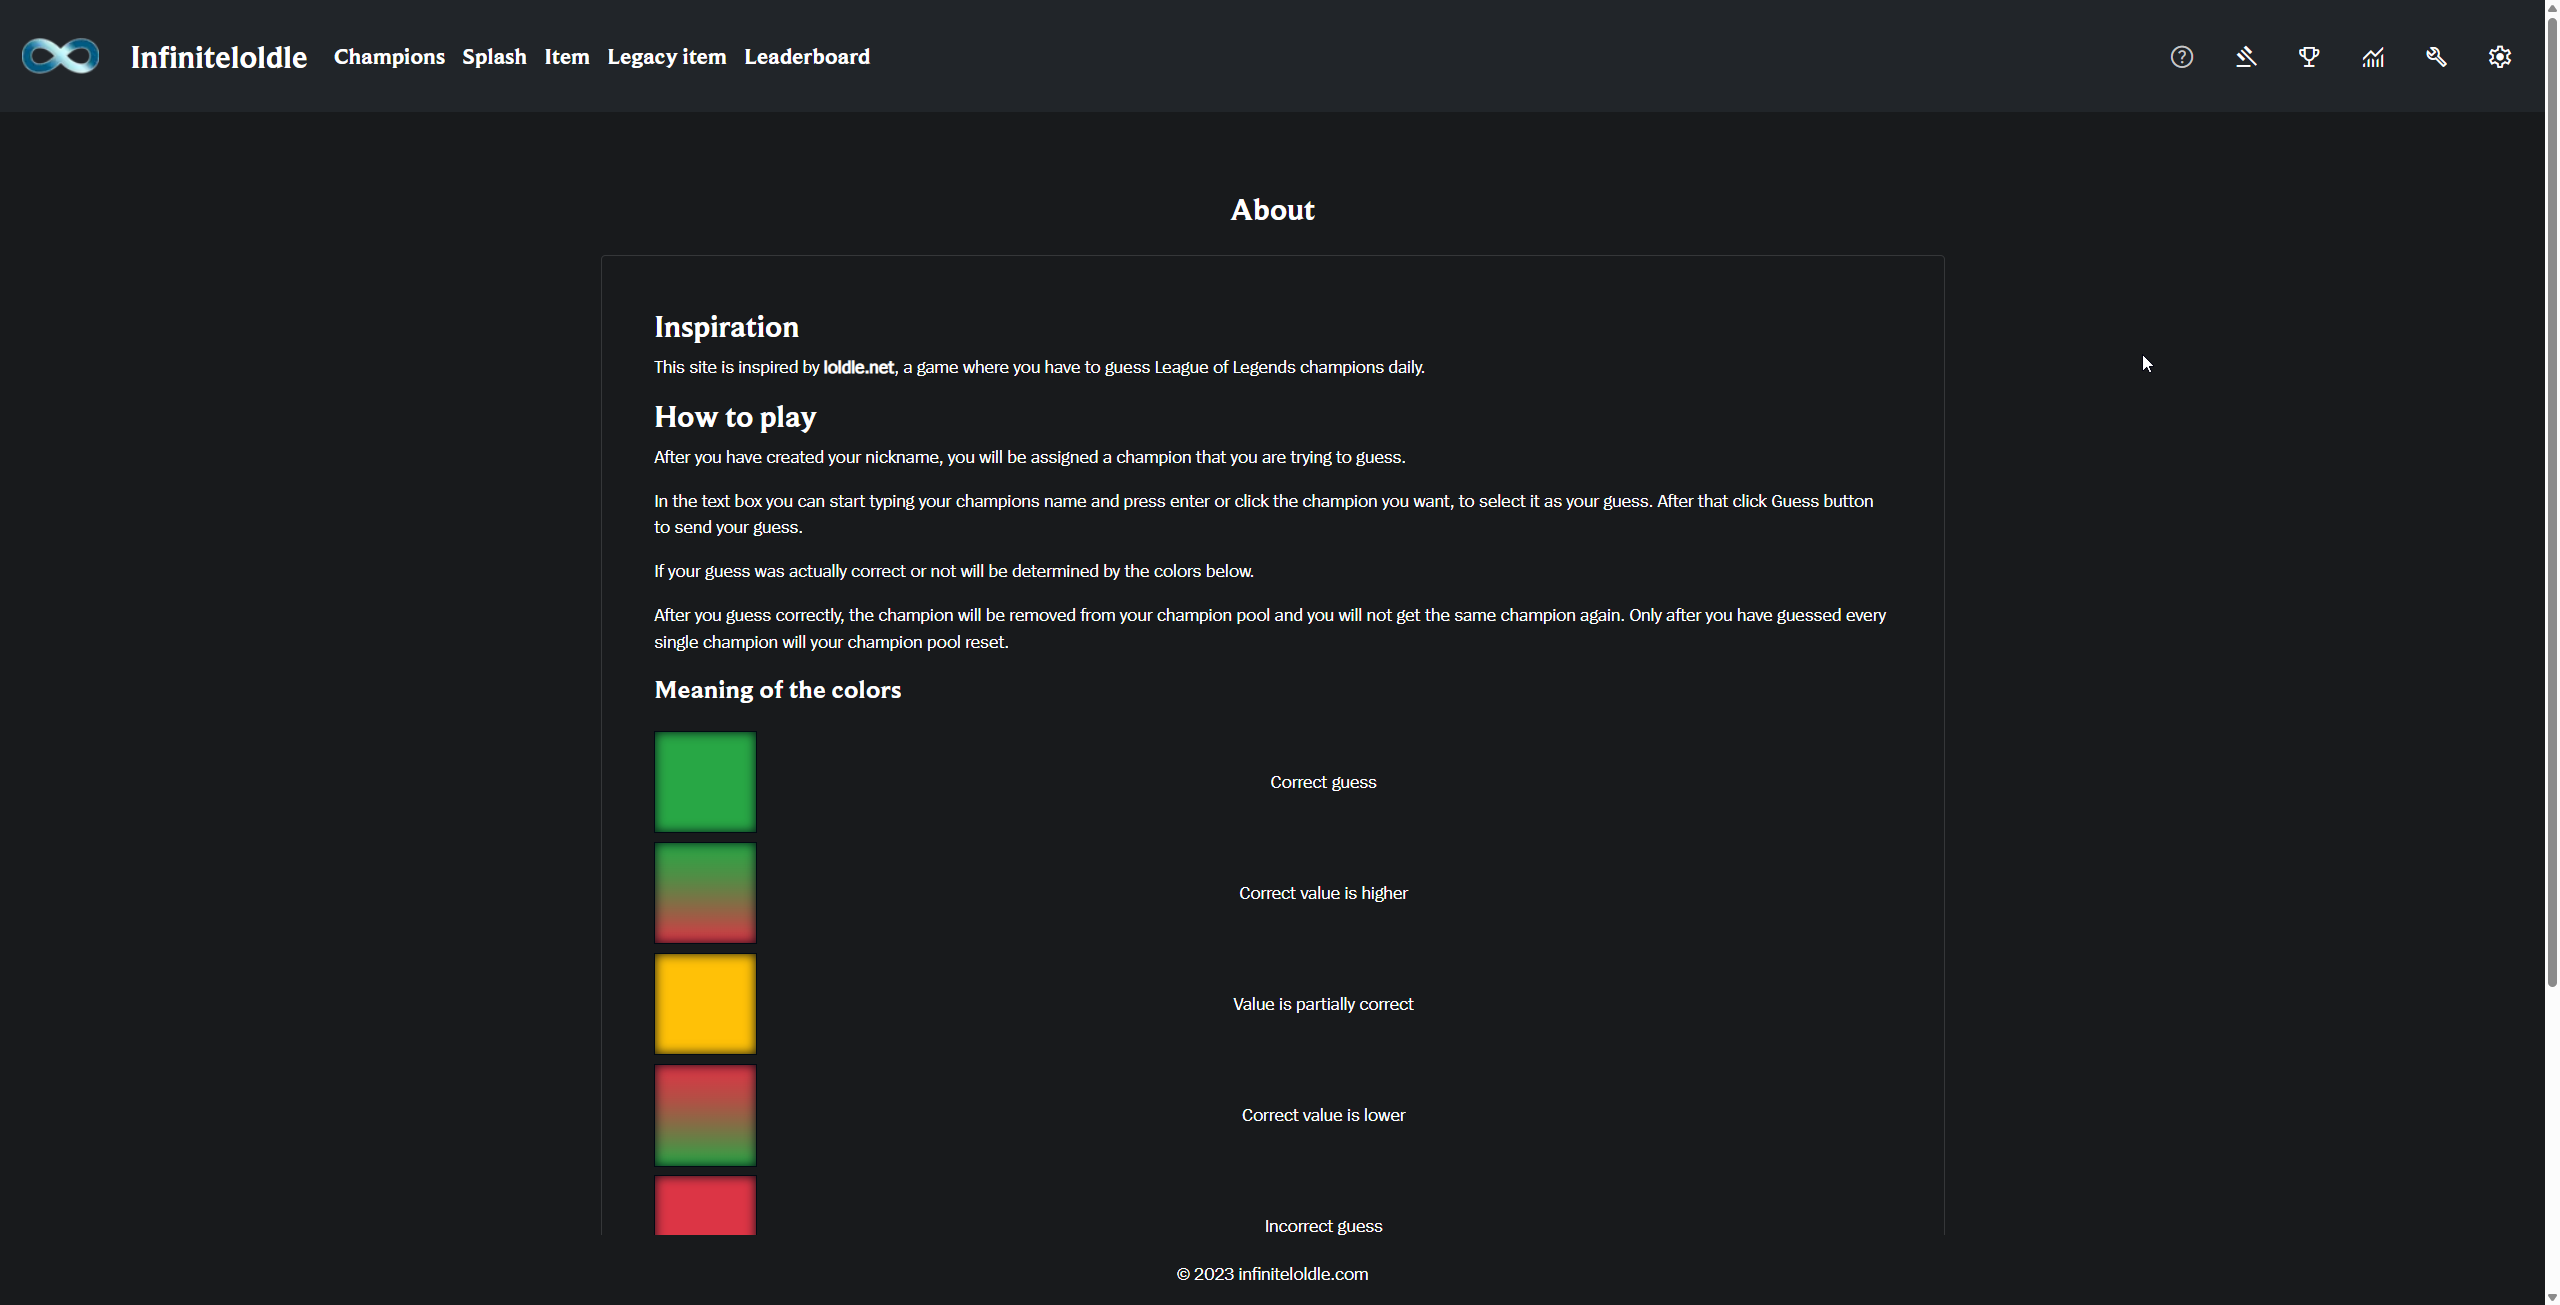 Infiniteloldle Champions Splash Item Legacy item Leaderboard
About
Inspiration
This site is inspired by loldle.net, a game where you have to guess League of Legends champions daily.
How to play
After you have created your nickname, you will be assigned a champion that you are trying to guess.
In the text box you can start typing your champions name and press enter or click the champion you want, to select it as your guess. After that click Guess button
to send your guess.
If your guess was actually correct or not will be determined by the colors below.
After you guess correctly, the champion will be removed from your champion pool and you will not get the same champion again. Only after you have guessed every
single champion will your champion pool reset.
Meaning of the colors
Correct guess
Correct value is higher
Value is partially correct
Correct value is lower
Incorrect guess
© 2023 infiniteloldle.com